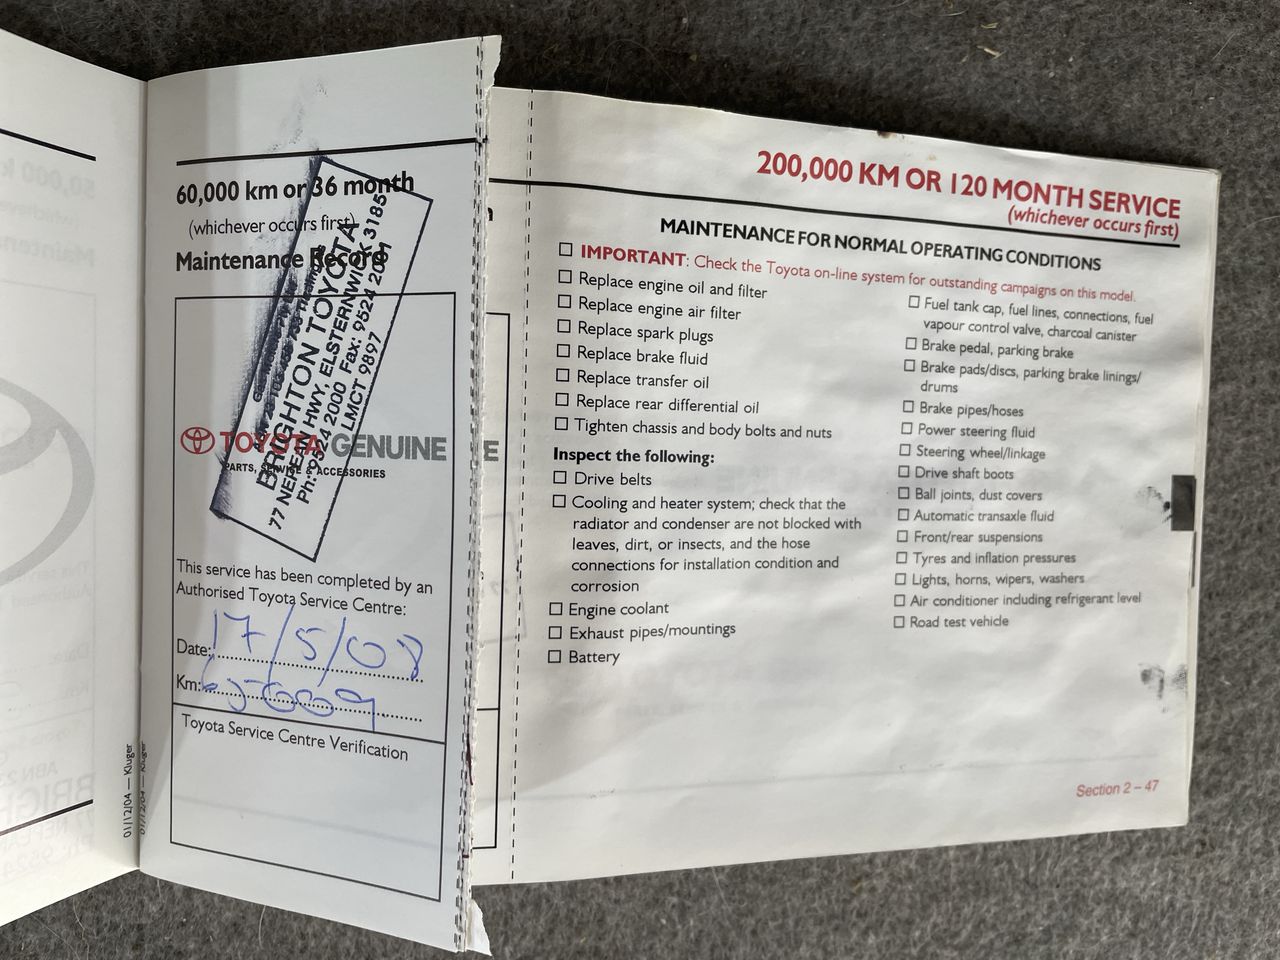 60,000 km or 36 month
(whichever occurs first)
Maintenance Record
BRIGHTON TOYOTA
77 NEPEAN HWY, ELSTERNWICK 3185
Ph: 9524 2000 Fax: 9524 2001
LMCT 9897
TOYOTA GENUINE
PARTS, SERVICE & ACCESSORIES
This service has been completed by an
Authorised Toyota Service Centre:
Date: 17/5/08
Km:
Toyota Service Centre Verification
01/12/04 — Kluger
01/12/04 — Kluger
200,000 KM OR 120 MONTH SERVICE
(whichever occurs first)
MAINTENANCE FOR NORMAL OPERATING CONDITIONS
IMPORTANT: Check the Toyota on-line system for outstanding campaigns on this model.
Replace engine oil and filter
Replace engine air filter
Replace spark plugs
Replace brake fluid
Replace transfer oil
Replace rear differential oil
Tighten chassis and body bolts and nuts
Inspect the following:
Drive belts
Cooling and heater system; check that the
radiator and condenser are not blocked with
leaves, dirt, or insects, and the hose
connections for installation condition and
corrosion
Engine coolant
Exhaust pipes/mountings
Battery
Fuel tank cap, fuel lines, connections, fuel
vapour control valve, charcoal canister
Brake pedal, parking brake
Brake pads/discs, parking brake linings/
drums
Brake pipes/hoses
Power steering fluid
Steering wheel/linkage
Drive shaft boots
Ball joints, dust covers
Automatic transaxle fluid
Front/rear suspensions
Tyres and inflation pressures
Lights, horns, wipers, washers
Air conditioner including refrigerant level
Road test vehicle
Section 2 – 47